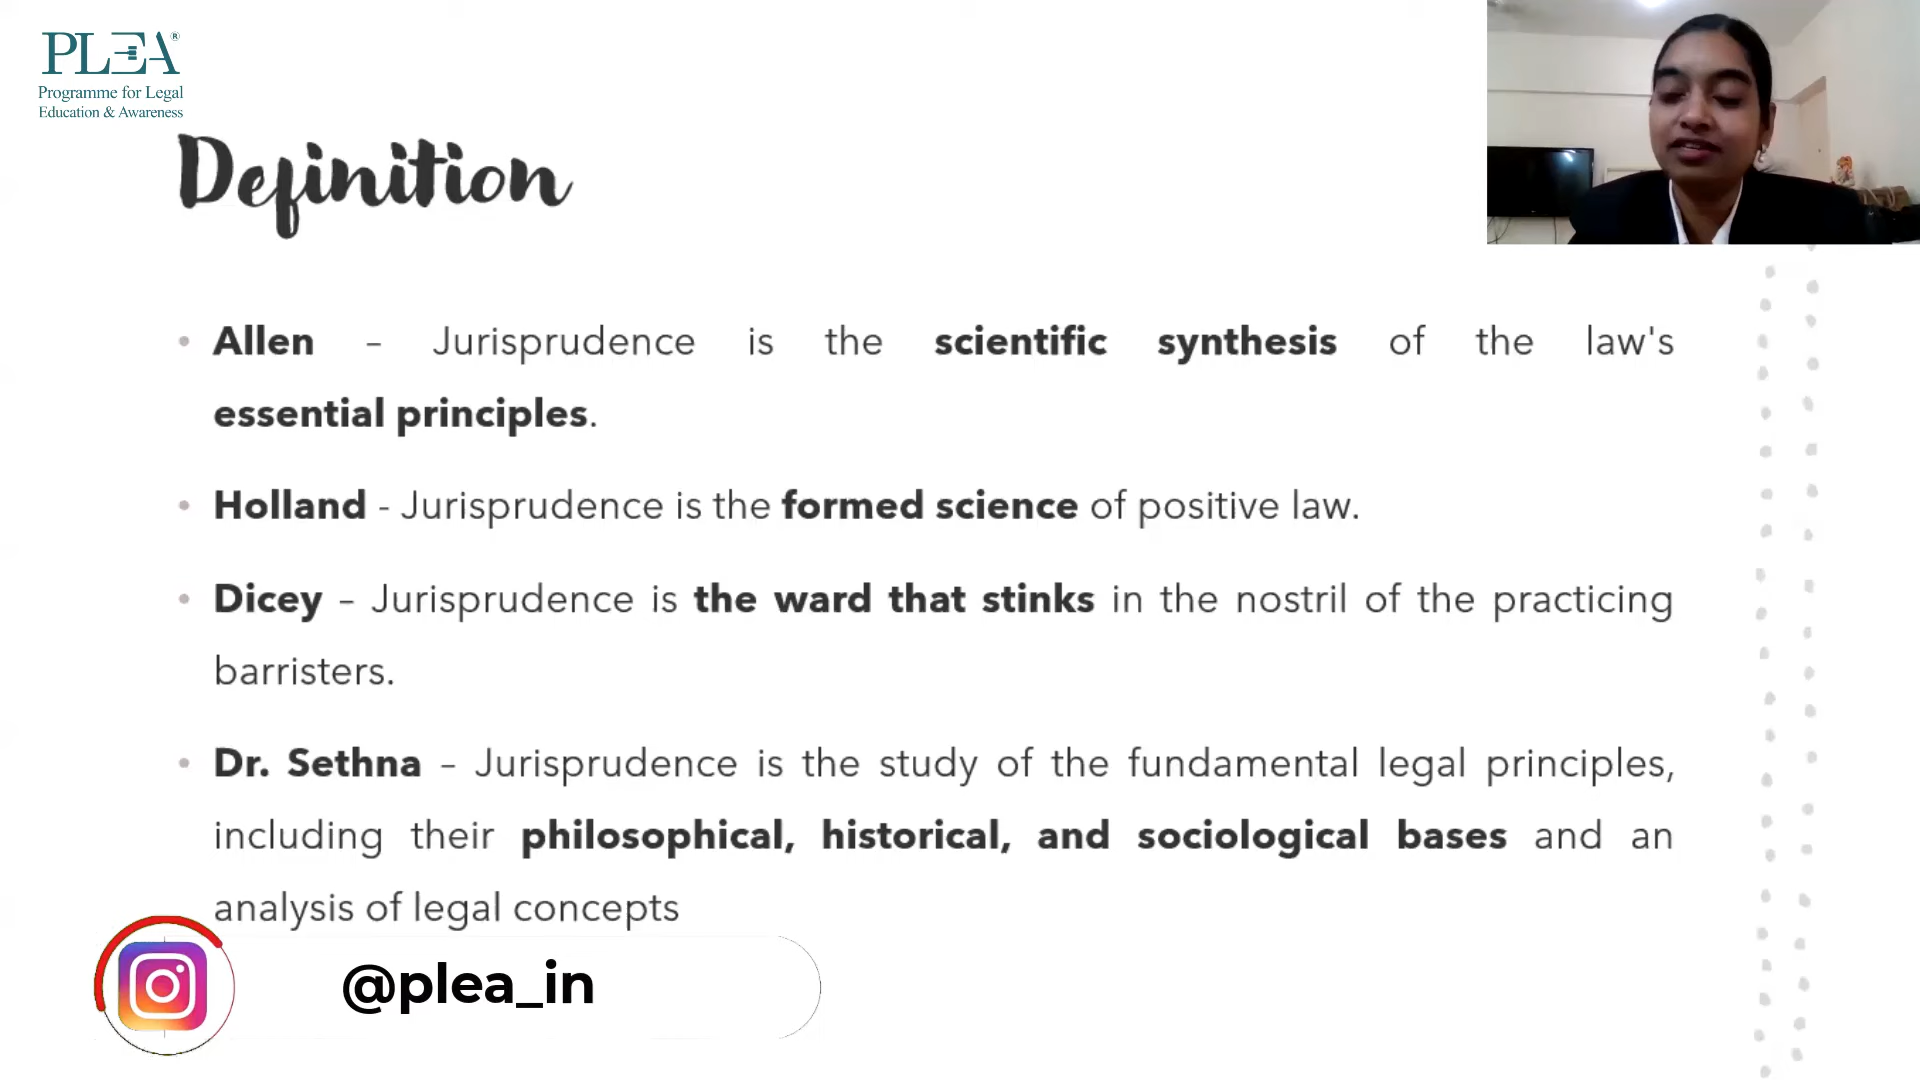 PLEA®
Programme for Legal
Education & Awareness
Definition
• Allen – Jurisprudence is the scientific synthesis of the law's
essential principles.
• Holland - Jurisprudence is the formed science of positive law.
• Dicey – Jurisprudence is the ward that stinks in the nostril of the practicing
barristers.
• Dr. Sethna – Jurisprudence is the study of the fundamental legal principles,
including their philosophical, historical, and sociological bases and an
analysis of legal concepts
@plea_in